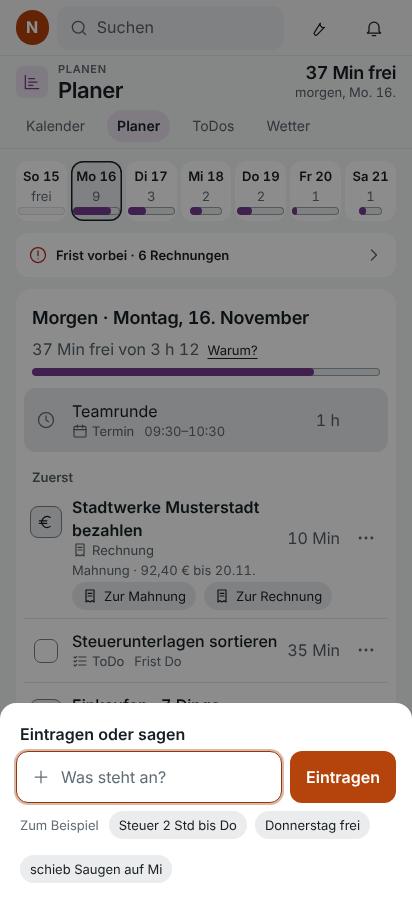 N
Suchen
PLANEN
Planer
37 Min frei
morgen, Mo. 16.
Kalender Planer ToDos Wetter
So 15 Mo 16 Di 17 Mi 18 Do 19 Fr 20 Sa 21
frei 9 3 2 2 1 1
Frist vorbei · 6 Rechnungen
Morgen · Montag, 16. November
37 Min frei von 3 h 12 Warum?
Teamrunde
Termin 09:30–10:30
1 h
Zuerst
€
Stadtwerke Musterstadt
bezahlen
Rechnung
10 Min
Mahnung · 92,40 € bis 20.11.
Zur Mahnung Zur Rechnung
Steuerunterlagen sortieren
ToDo Frist Do
35 Min
Eintragen oder sagen
Was steht an?
Eintragen
Zum Beispiel Steuer 2 Std bis Do Donnerstag frei
schieb Saugen auf Mi